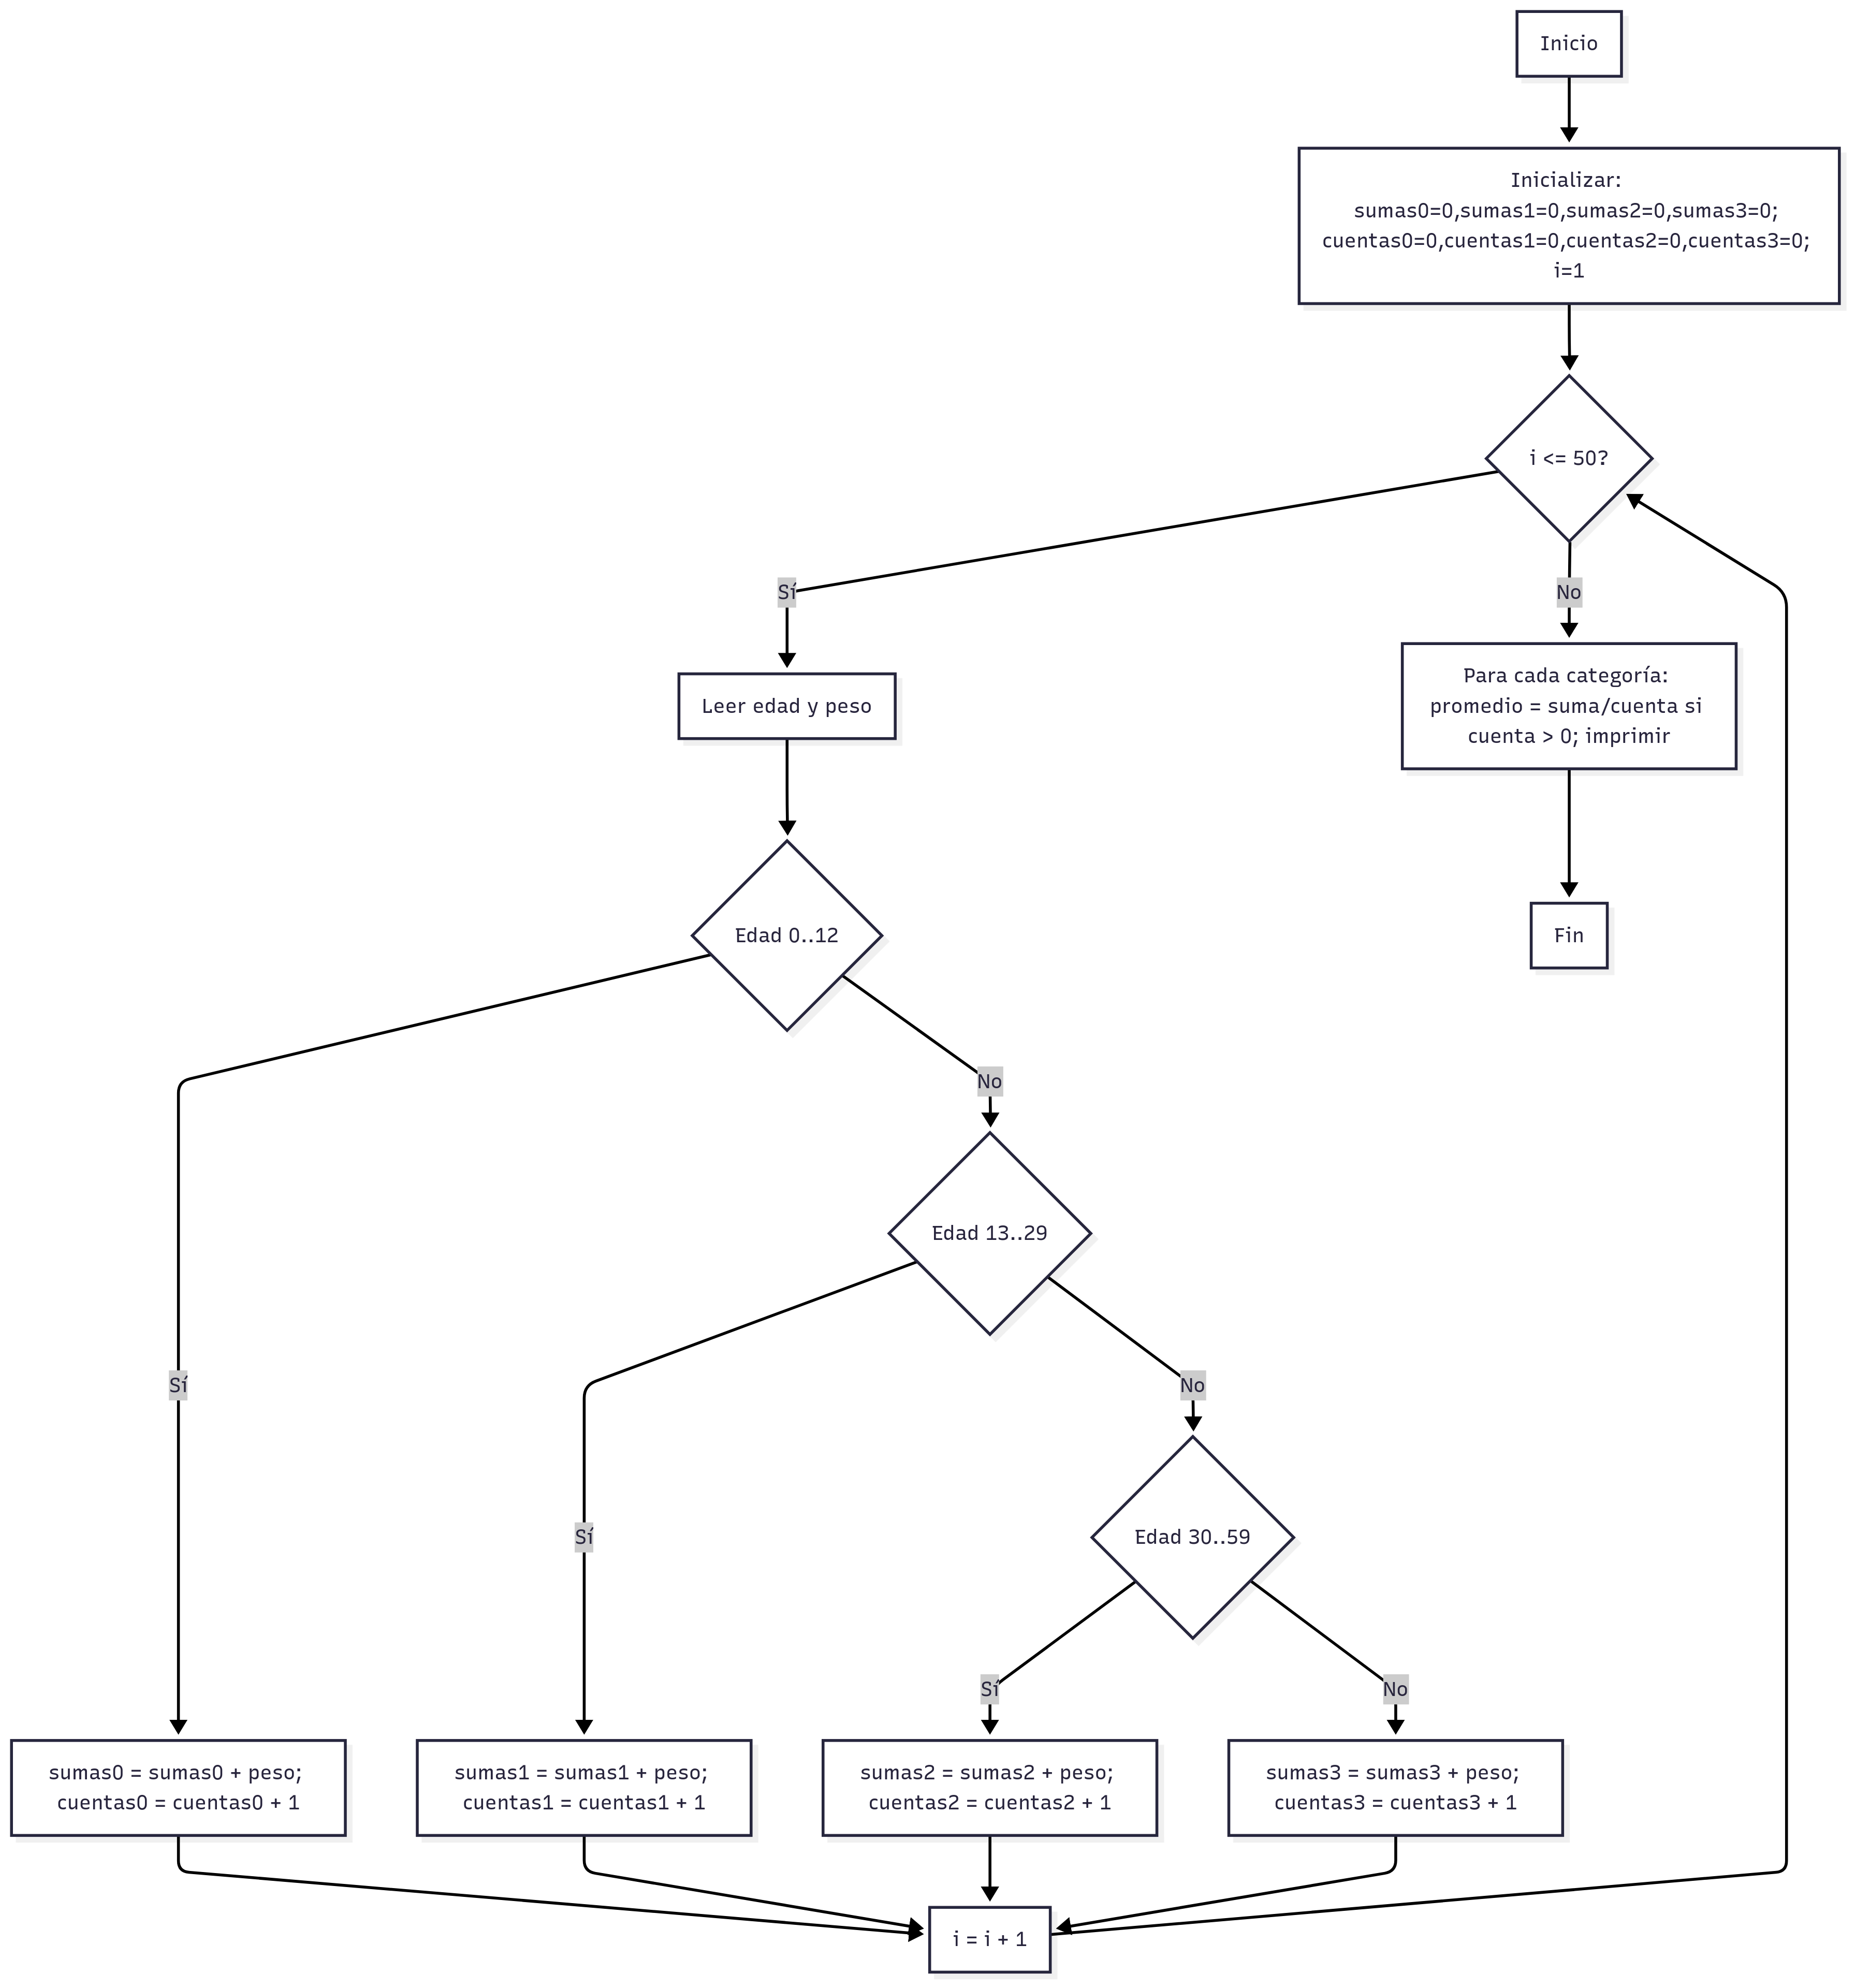 Inicio
Inicializar:
sumas0=0,sumas1=0,sumas2=0,sumas3=0;
cuentas0=0,cuentas1=0,cuentas2=0,cuentas3=0;
i=1
i <= 50?
Sí
No
Leer edad y peso
Para cada categoría:
promedio = suma/cuenta si
cuenta > 0; imprimir
Edad 0..12
Fin
No
Edad 13..29
Sí
No
Sí
Edad 30..59
Sí
No
sumas0 = sumas0 + peso;
cuentas0 = cuentas0 + 1
sumas1 = sumas1 + peso;
cuentas1 = cuentas1 + 1
sumas2 = sumas2 + peso;
cuentas2 = cuentas2 + 1
sumas3 = sumas3 + peso;
cuentas3 = cuentas3 + 1
i = i + 1